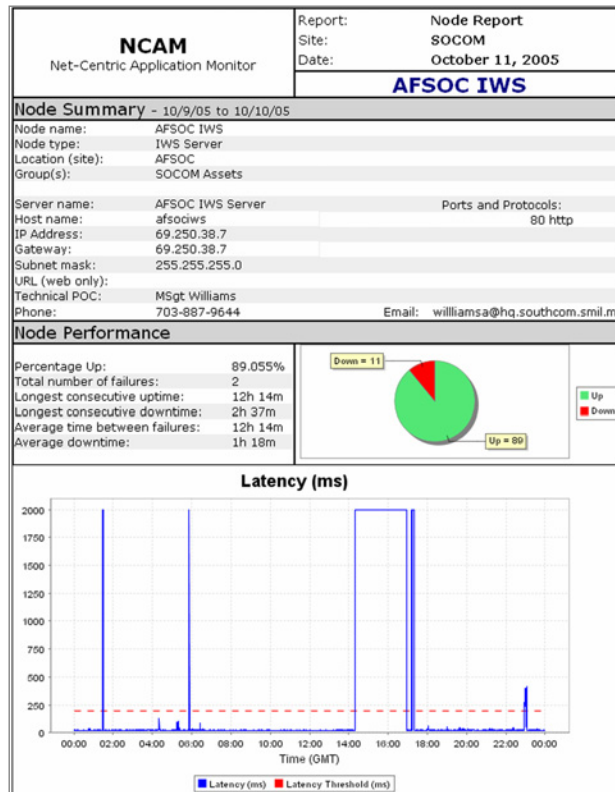 NCAM
Net-Centric Application Monitor
Report: Node Report
Site: SOCOM
Date: October 11, 2005
AFSOC IWS
Node Summary - 10/9/05 to 10/10/05
Node name: AFSOC IWS
Node type: IWS Server
Location (site): AFSOC
Group(s): SOCOM Assets
Server name: AFSOC IWS Server Ports and Protocols:
Host name: afsociws 80 http
IP Address: 69.250.38.7
Gateway: 69.250.38.7
Subnet mask: 255.255.255.0
URL (web only):
Technical POC: MSgt Williams
Phone: 703-887-9644 Email: willliamsa@hq.southcom.smil.m
Node Performance
Percentage Up: 89.055%
Total number of failures: 2
Longest consecutive uptime: 12h 14m
Longest consecutive downtime: 2h 37m
Average time between failures: 12h 14m
Average downtime: 1h 18m
Down = 11
Up = 89
Up
Down
Latency (ms)
2000
1750
1500
1250
1000
750
500
250
0
00:00 02:00 04:00 06:00 08:00 10:00 12:00 14:00 16:00 18:00 20:00 22:00 00:00
Time (GMT)
Latency (ms) Latency Threshold (ms)